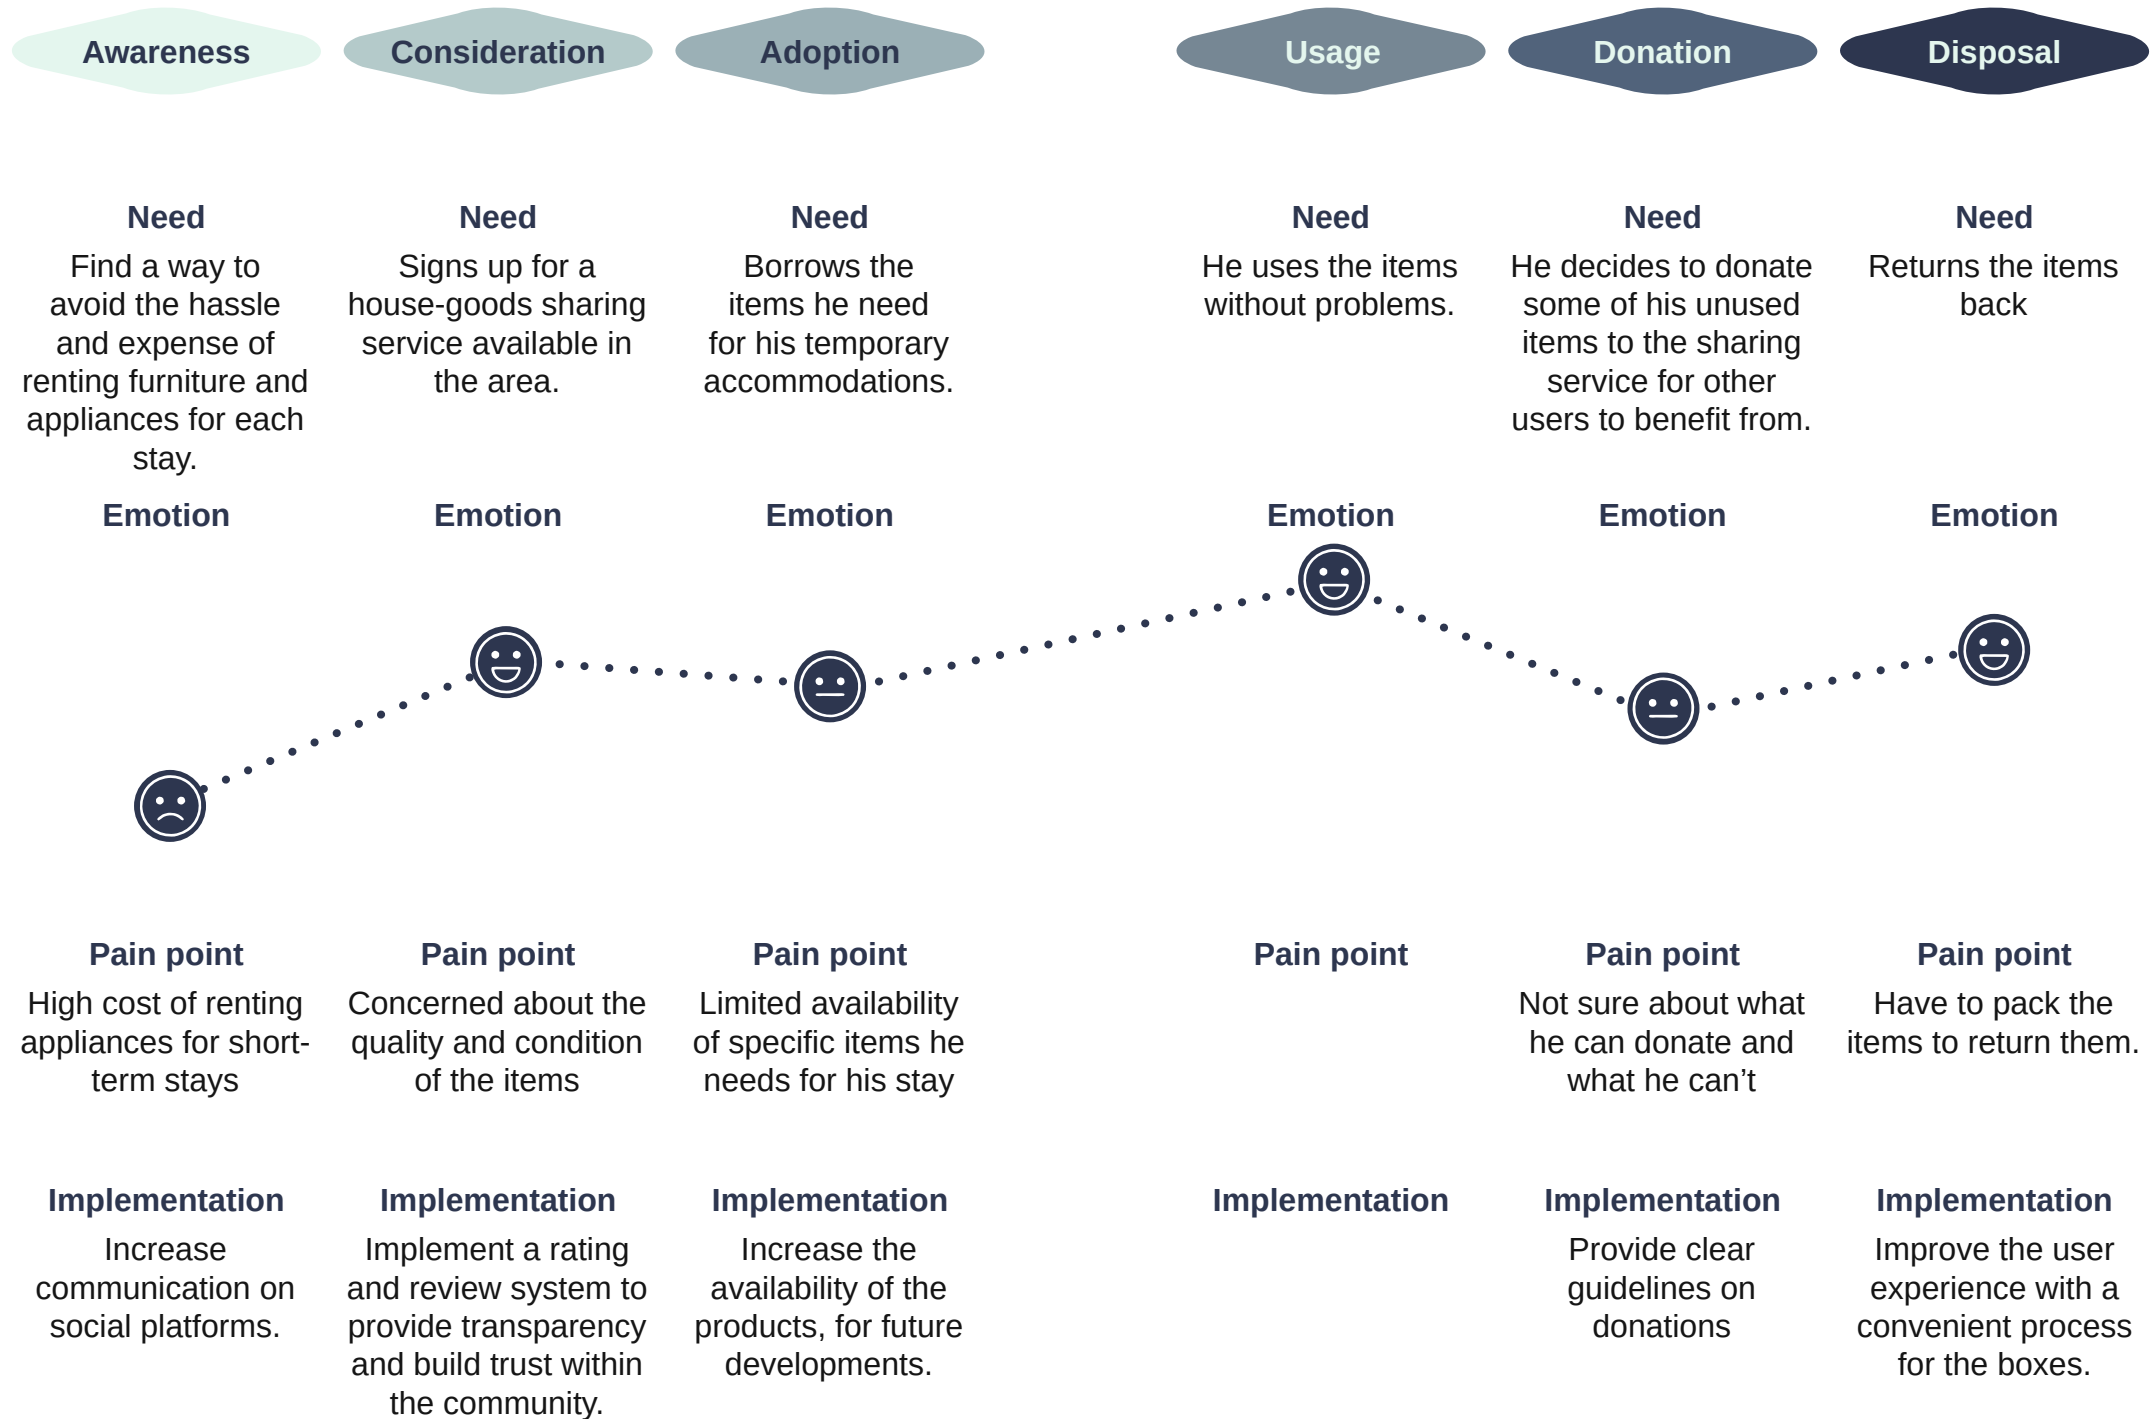 Awareness
Consideration
Adoption
Usage
Donation
Disposal
Need
Find a way to
avoid the hassle
and expense of
renting furniture and
appliances for each
stay.
Need
Signs up for a
house-goods sharing
service available in
the area.
Need
Borrows the
items he need
for his temporary
accommodations.
Need
He uses the items
without problems.
Need
He decides to donate
some of his unused
items to the sharing
service for other
users to benefit from.
Need
Returns the items
back
Emotion
Emotion
Emotion
Emotion
Emotion
Emotion
Pain point
High cost of renting
appliances for short-
term stays
Pain point
Concerned about the
quality and condition
of the items
Pain point
Limited availability
of specific items he
needs for his stay
Pain point
Pain point
Not sure about what
he can donate and
what he can’t
Pain point
Have to pack the
items to return them.
Implementation
Increase
communication on
social platforms.
Implementation
Implement a rating
and review system to
provide transparency
and build trust within
the community.
Implementation
Increase the
availability of the
products, for future
developments.
Implementation
Implementation
Provide clear
guidelines on
donations
Implementation
Improve the user
experience with a
convenient process
for the boxes.